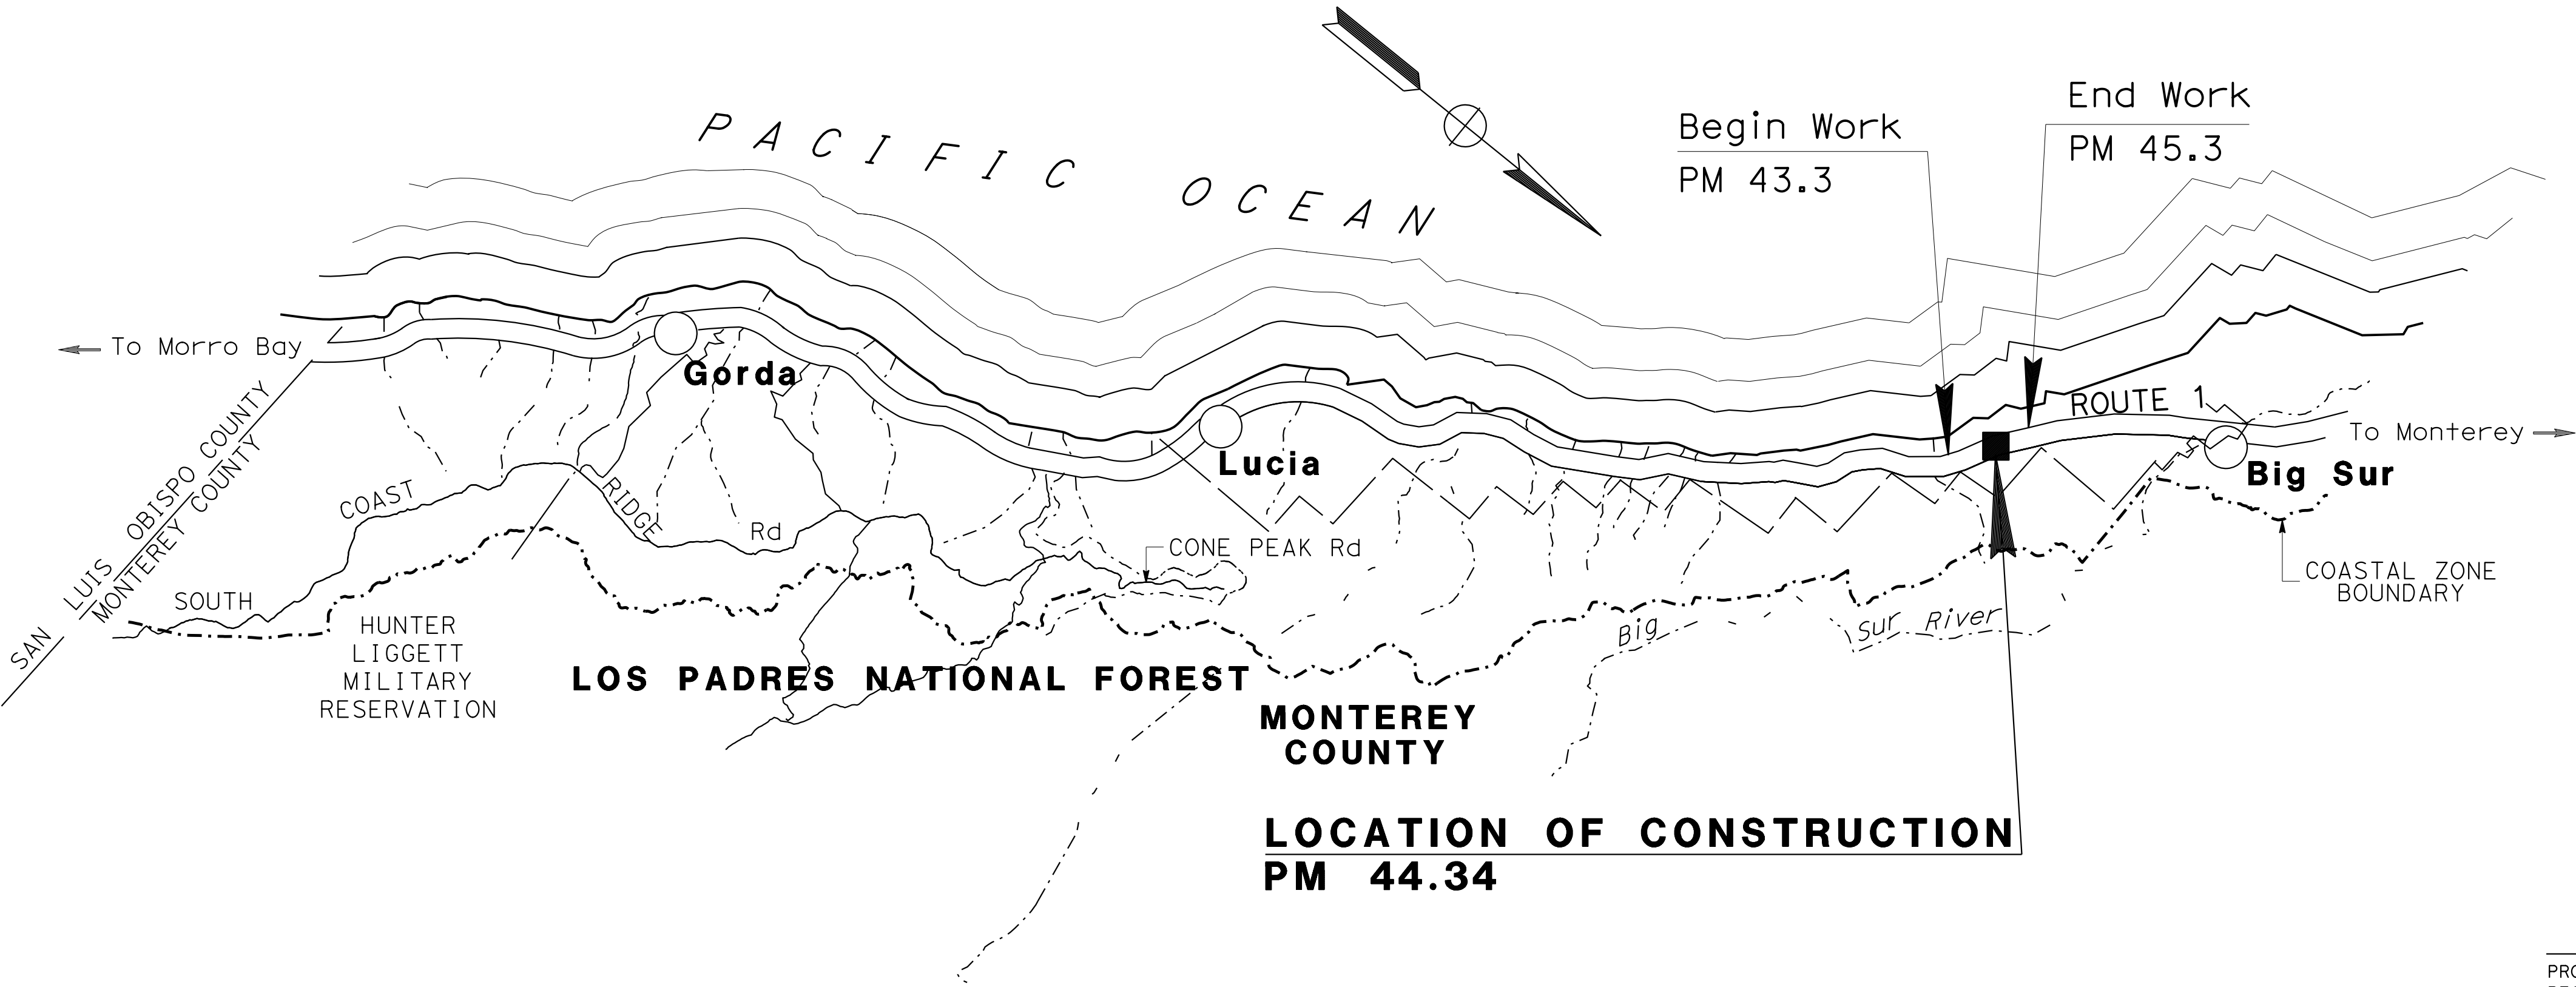 PACIFIC OCEAN
Begin Work
PM 43.3
End Work
PM 45.3
To Morro Bay
Gorda
Lucia
ROUTE 1
To Monterey
Big Sur
SAN LUIS OBISPO COUNTY
MONTEREY COUNTY
SOUTH COAST RIDGE Rd
CONE PEAK Rd
COASTAL ZONE
BOUNDARY
HUNTER
LIGGETT
MILITARY
RESERVATION
Big Sur River
LOS PADRES NATIONAL FOREST
MONTEREY
COUNTY
LOCATION OF CONSTRUCTION
PM 44.34